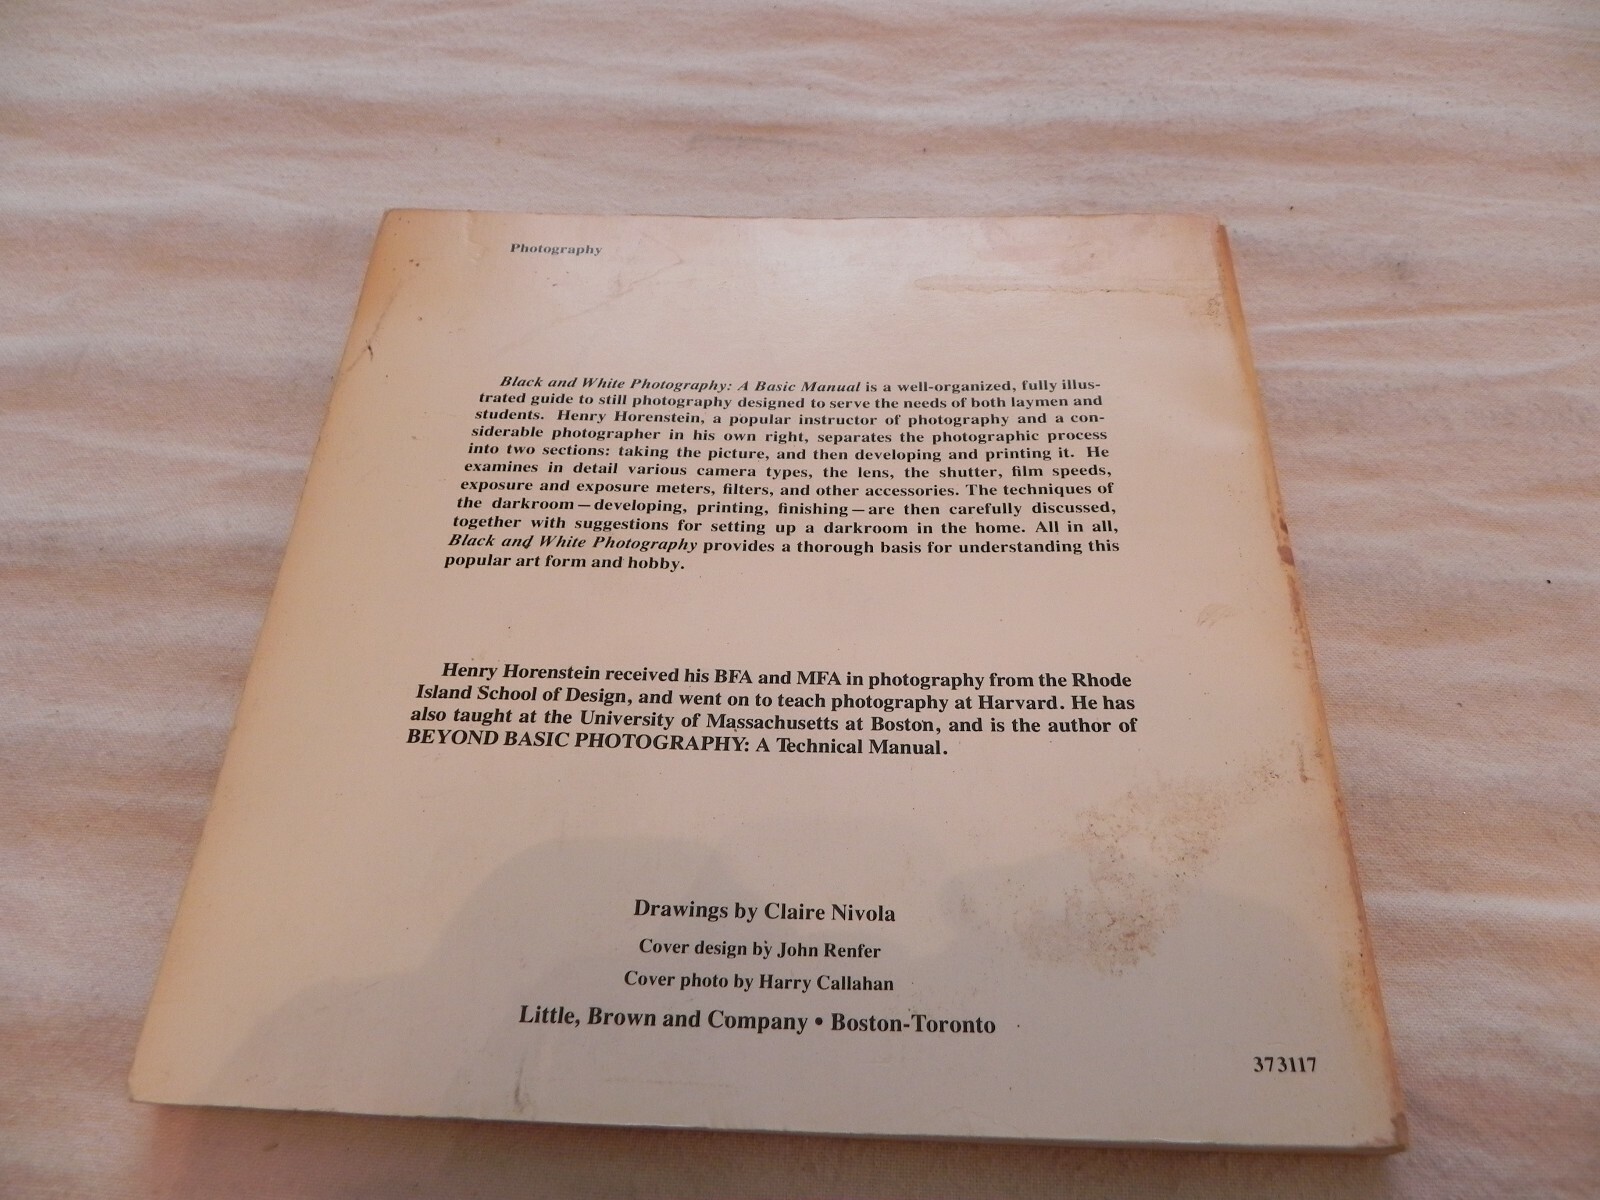 Photography
Black and White Photography: A Basic Manual is a well-organized, fully illus-
trated guide to still photography designed to serve the needs of both laymen and
students. Henry Horenstein, a popular instructor of photography and a con-
siderable photographer in his own right, separates the photographic process
into two sections: taking the picture, and then developing and printing it. He
examines in detail various camera types, the lens, the shutter, film speeds,
exposure and exposure meters, filters, and other accessories. The techniques of
the darkroom—developing, printing, finishing—are then carefully discussed,
together with suggestions for setting up a darkroom in the home. All in all,
Black and White Photography provides a thorough basis for understanding this
popular art form and hobby.
Henry Horenstein received his BFA and MFA in photography from the Rhode
Island School of Design, and went on to teach photography at Harvard. He has
also taught at the University of Massachusetts at Boston, and is the author of
BEYOND BASIC PHOTOGRAPHY: A Technical Manual.
Drawings by Claire Nivola
Cover design by John Renfer
Cover photo by Harry Callahan
Little, Brown and Company • Boston-Toronto
373117